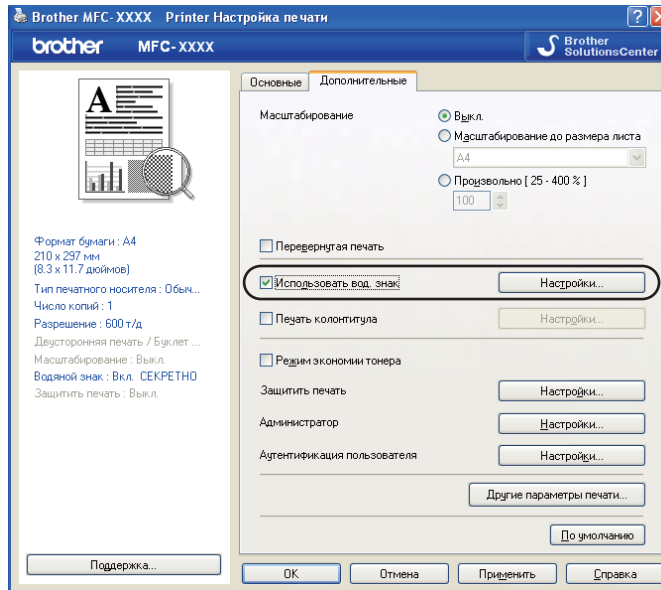 Brother MFC-XXXX Printer Настройка печати
?
brother MFC-XXXX
Brother
SolutionsCenter
A
Формат бумаги : A4
210 x 297 мм
(8.3 x 11.7 дюймов)
Тип печатного носителя : Обыч...
Число копий : 1
Разрешение : 600 т/д
Двусторонняя печать / Буклет ...
Масштабирование : Выкл.
Водяной знак : Вкл. СЕКРЕТНО
Защитить печать : Выкл.
Поддержка...
Основные Дополнительные
Масштабирование
Выкл.
Масштабирование до размера листа
A4
Произвольно [ 25 - 400 % ]
100
Перевернутая печать
Использовать вод. знак Настройки...
Печать колонтитула Настройки...
Режим экономии тонера
Защитить печать Настройки...
Администратор Настройки...
Аутентификация пользователя Настройки...
Другие параметры печати...
По умолчанию
OK Отмена Применить Справка